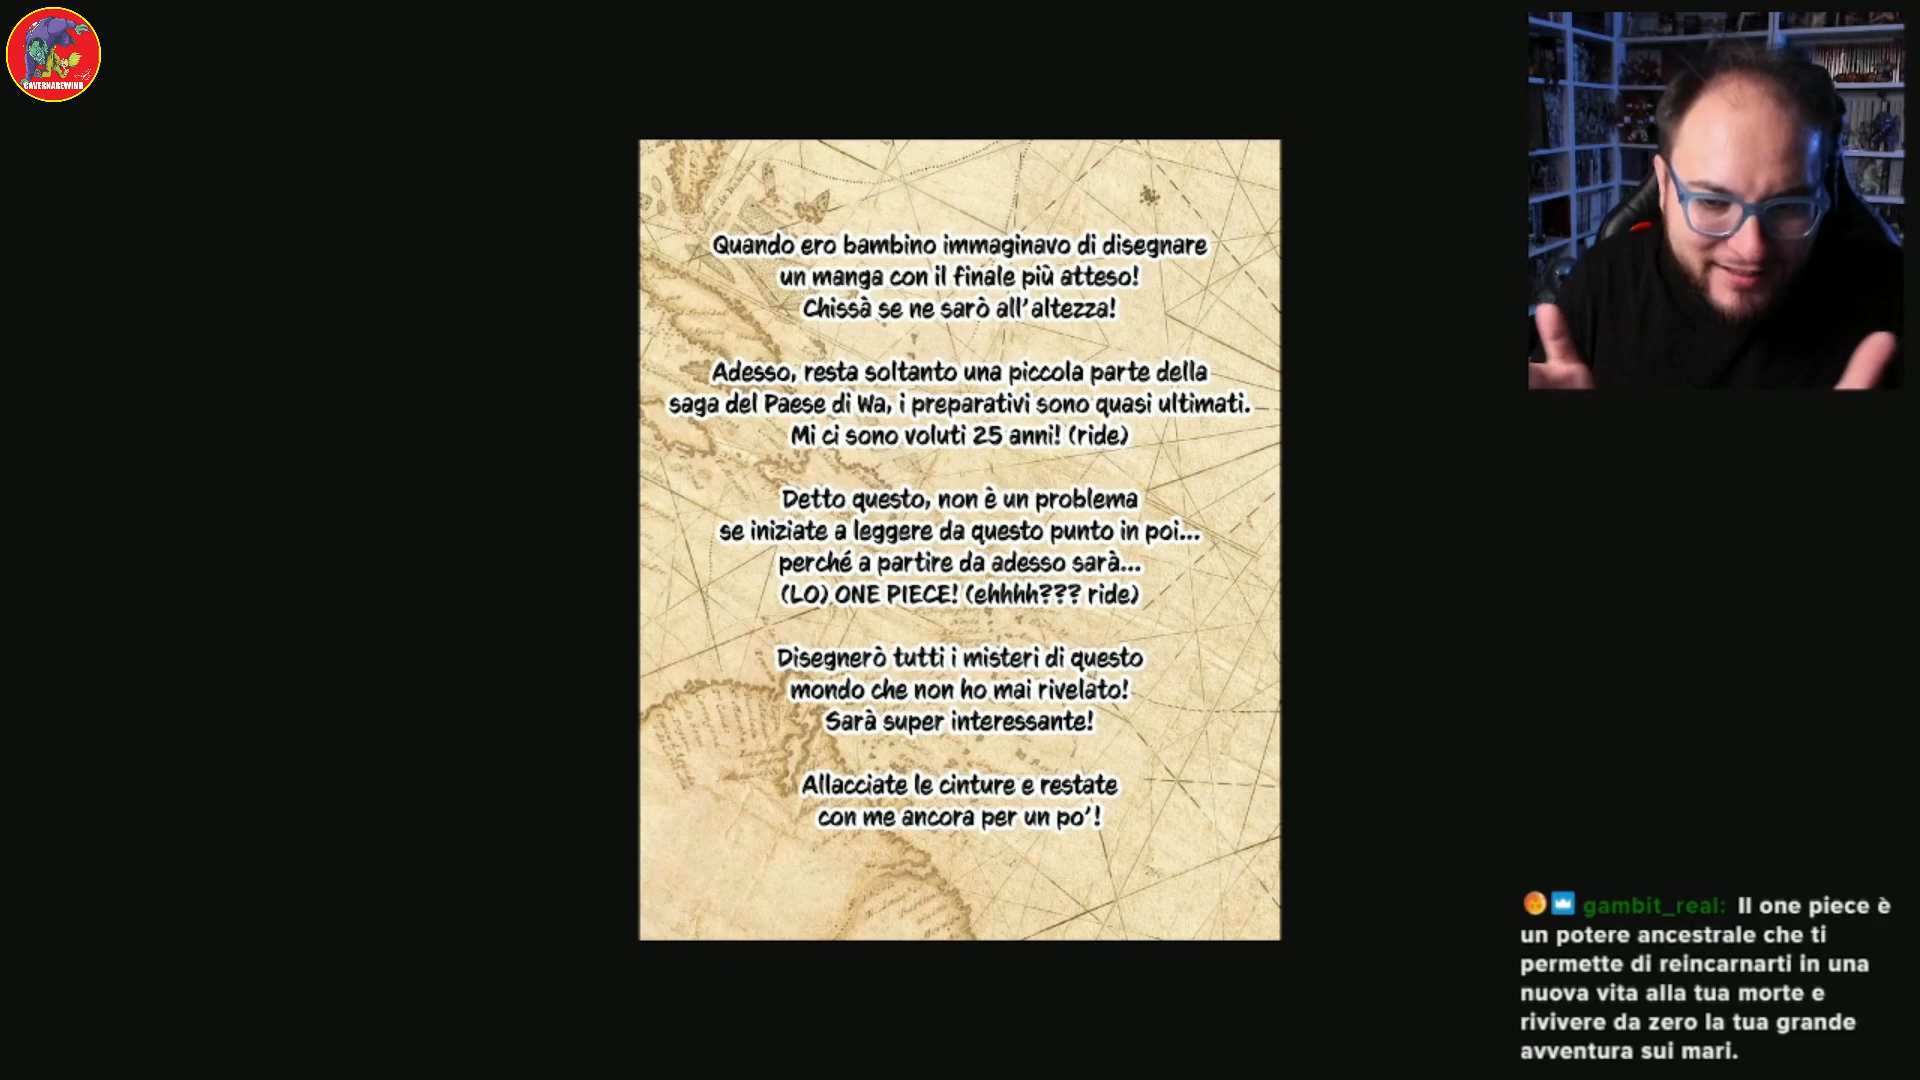 CAVERNAREWIND
Quando ero bambino immaginavo di disegnare
un manga con il finale più atteso!
Chissà se ne sarò all'altezza!
Adesso, resta soltanto una piccola parte della
saga del Paese di Wa, i preparativi sono quasi ultimati.
Mi ci sono voluti 25 anni! (ride)
Detto questo, non è un problema
se iniziate a leggere da questo punto in poi...
perché a partire da adesso sarà...
(LO) ONE PIECE! (ehhhh??? ride)
Disegnerò tutti i misteri di questo
mondo che non ho mai rivelato!
Sarà super interessante!
Allacciate le cinture e restate
con me ancora per un po'!
gambit_real: Il one piece è
un potere ancestrale che ti
permette di reincarnarti in una
nuova vita alla tua morte e
rivivere da zero la tua grande
avventura sui mari.